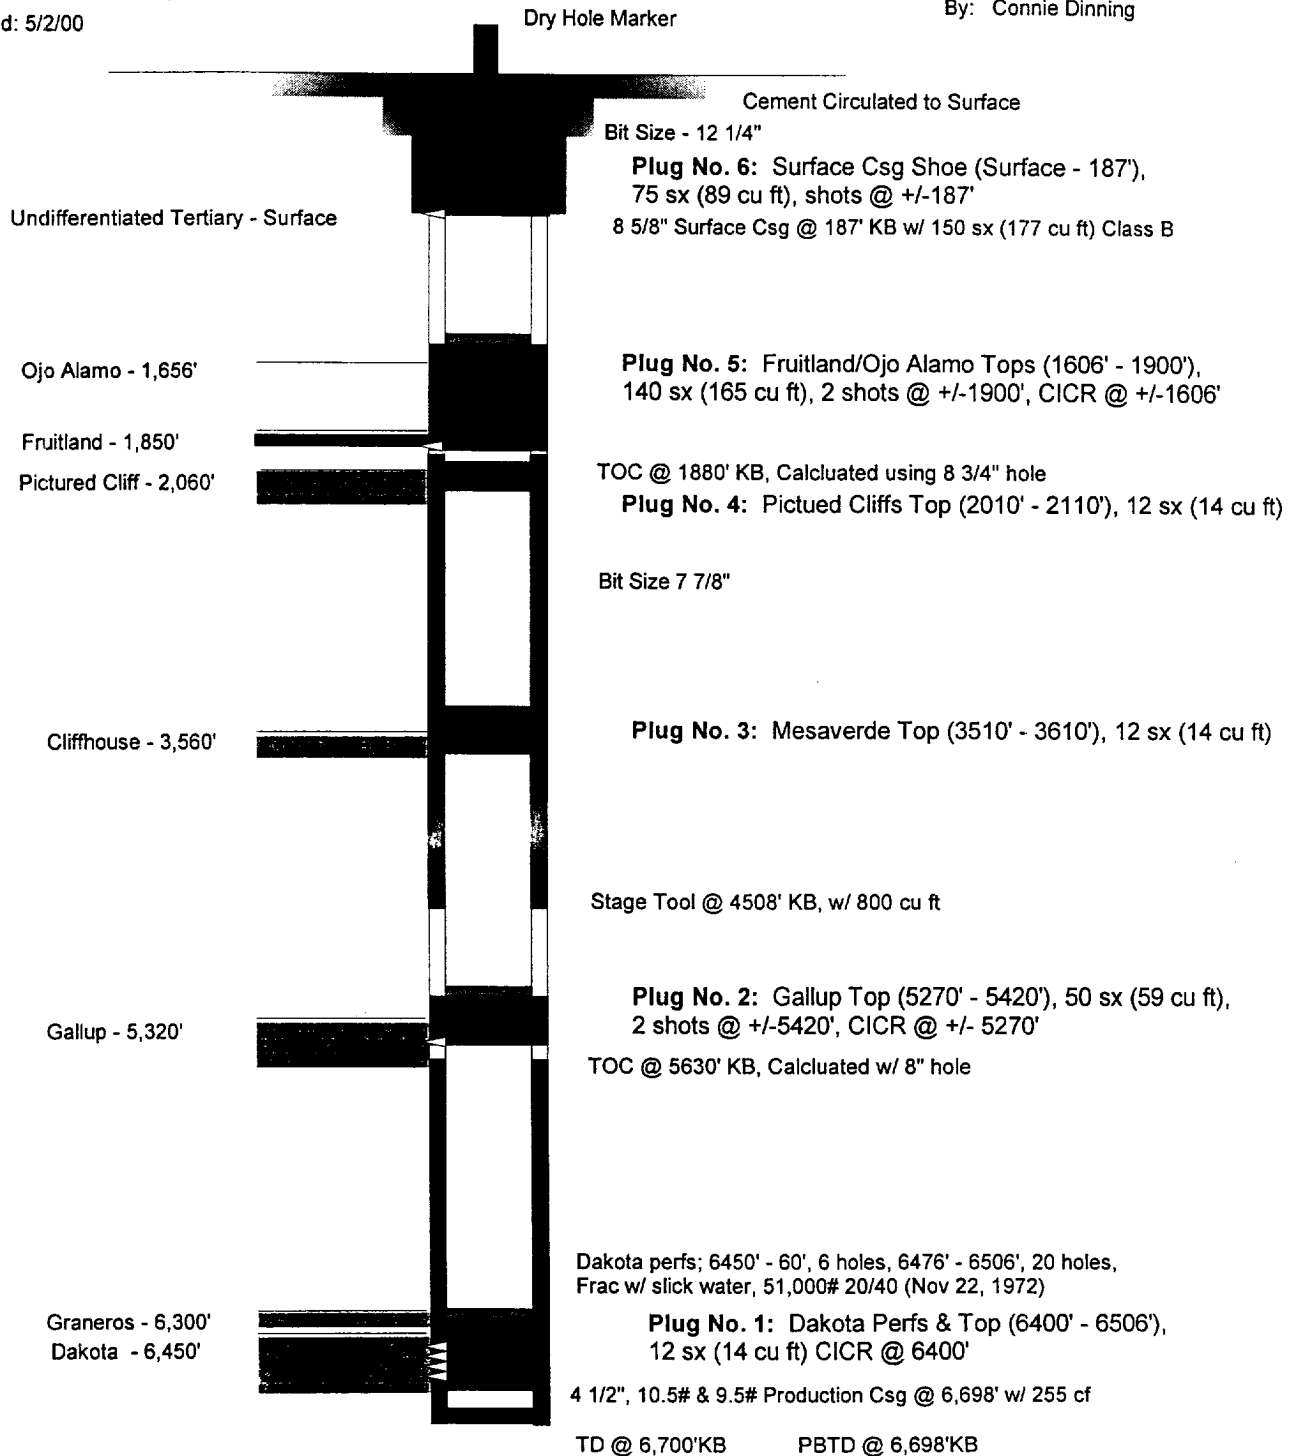 d: 5/2/00
Dry Hole Marker
By: Connie Dinning
Cement Circulated to Surface
Bit Size - 12 1/4"
Plug No. 6: Surface Csg Shoe (Surface - 187'),
75 sx (89 cu ft), shots @ +/-187'
Undifferentiated Tertiary - Surface
8 5/8" Surface Csg @ 187' KB w/ 150 sx (177 cu ft) Class B
Ojo Alamo - 1,656'
Plug No. 5: Fruitland/Ojo Alamo Tops (1606' - 1900'),
140 sx (165 cu ft), 2 shots @ +/-1900', CICR @ +/-1606'
Fruitland - 1,850'
TOC @ 1880' KB, Calcluated using 8 3/4" hole
Pictured Cliff - 2,060'
Plug No. 4: Pictued Cliffs Top (2010' - 2110'), 12 sx (14 cu ft)
Bit Size 7 7/8"
Cliffhouse - 3,560'
Plug No. 3: Mesaverde Top (3510' - 3610'), 12 sx (14 cu ft)
Stage Tool @ 4508' KB, w/ 800 cu ft
Plug No. 2: Gallup Top (5270' - 5420'), 50 sx (59 cu ft),
2 shots @ +/-5420', CICR @ +/- 5270'
Gallup - 5,320'
TOC @ 5630' KB, Calcluated w/ 8" hole
Dakota perfs; 6450' - 60', 6 holes, 6476' - 6506', 20 holes,
Frac w/ slick water, 51,000# 20/40 (Nov 22, 1972)
Graneros - 6,300'
Plug No. 1: Dakota Perfs & Top (6400' - 6506'),
Dakota - 6,450'
12 sx (14 cu ft) CICR @ 6400'
4 1/2", 10.5# & 9.5# Production Csg @ 6,698' w/ 255 cf
TD @ 6,700'KB PBTD @ 6,698'KB